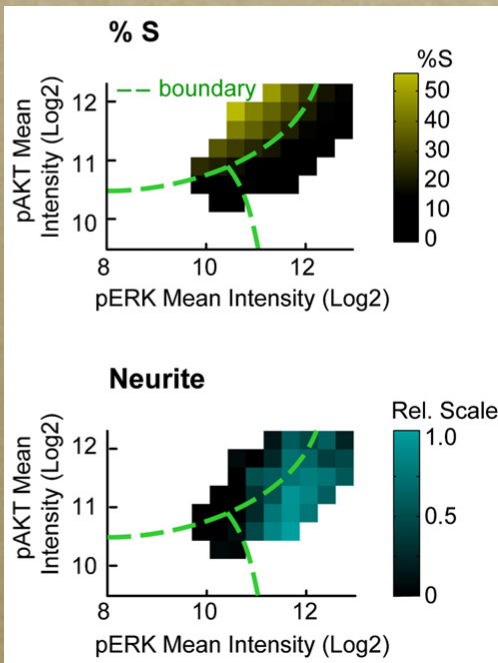 % S
%S
boundary
12
11
10
50
40
30
20
10
0
pAKT Mean
Intensity (Log2)
8 10 12
pERK Mean Intensity (Log2)
Neurite
Rel. Scale
12
11
10
1.0
0.5
0
pAKT Mean
Intensity (Log2)
8 10 12
pERK Mean Intensity (Log2)